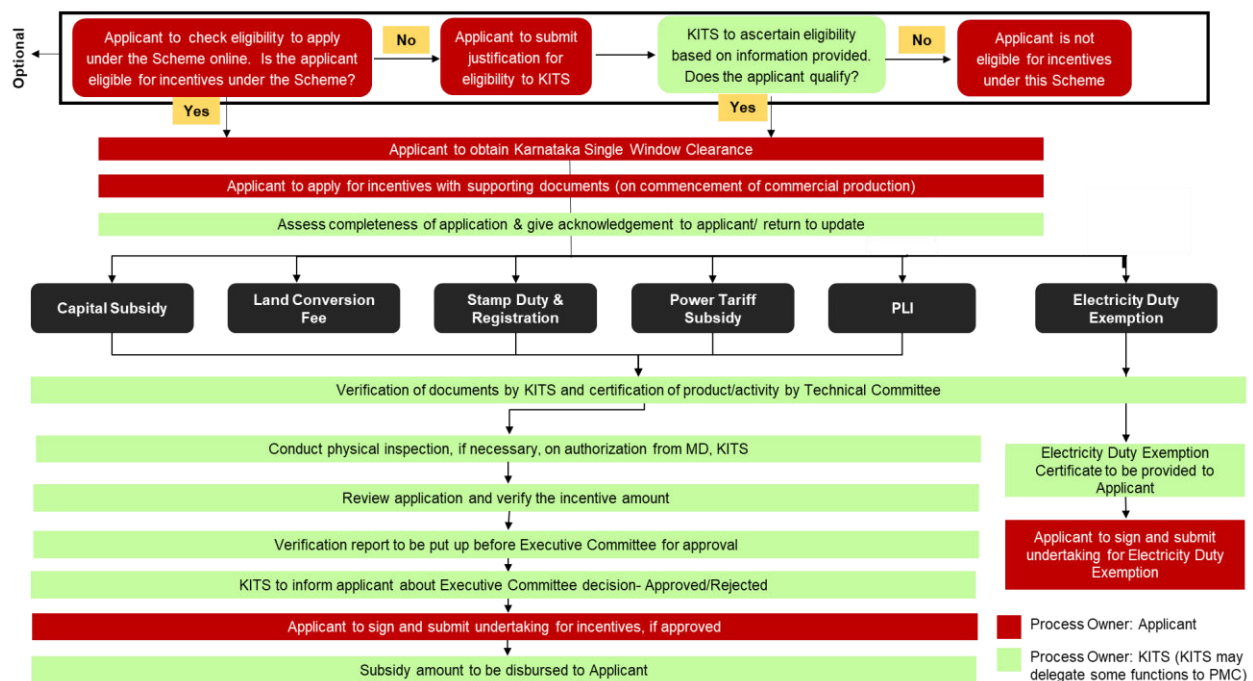 Optional
Applicant to check eligibility to apply
under the Scheme online. Is the applicant
eligible for incentives under the Scheme?
No
Applicant to submit
justification for
eligibility to KITS
KITS to ascertain eligibility
based on information provided.
Does the applicant qualify?
No
Applicant is not
eligible for incentives
under this Scheme
Yes
Yes
Applicant to obtain Karnataka Single Window Clearance
Applicant to apply for incentives with supporting documents (on commencement of commercial production)
Assess completeness of application & give acknowledgement to applicant/ return to update
Capital Subsidy
Land Conversion
Fee
Stamp Duty &
Registration
Power Tariff
Subsidy
PLI
Electricity Duty
Exemption
Verification of documents by KITS and certification of product/activity by Technical Committee
Conduct physical inspection, if necessary, on authorization from MD, KITS
Review application and verify the incentive amount
Verification report to be put up before Executive Committee for approval
KITS to inform applicant about Executive Committee decision- Approved/Rejected
Applicant to sign and submit undertaking for incentives, if approved
Subsidy amount to be disbursed to Applicant
Electricity Duty Exemption
Certificate to be provided to
Applicant
Applicant to sign and submit
undertaking for Electricity Duty
Exemption
Process Owner: Applicant
Process Owner: KITS (KITS may
delegate some functions to PMC)